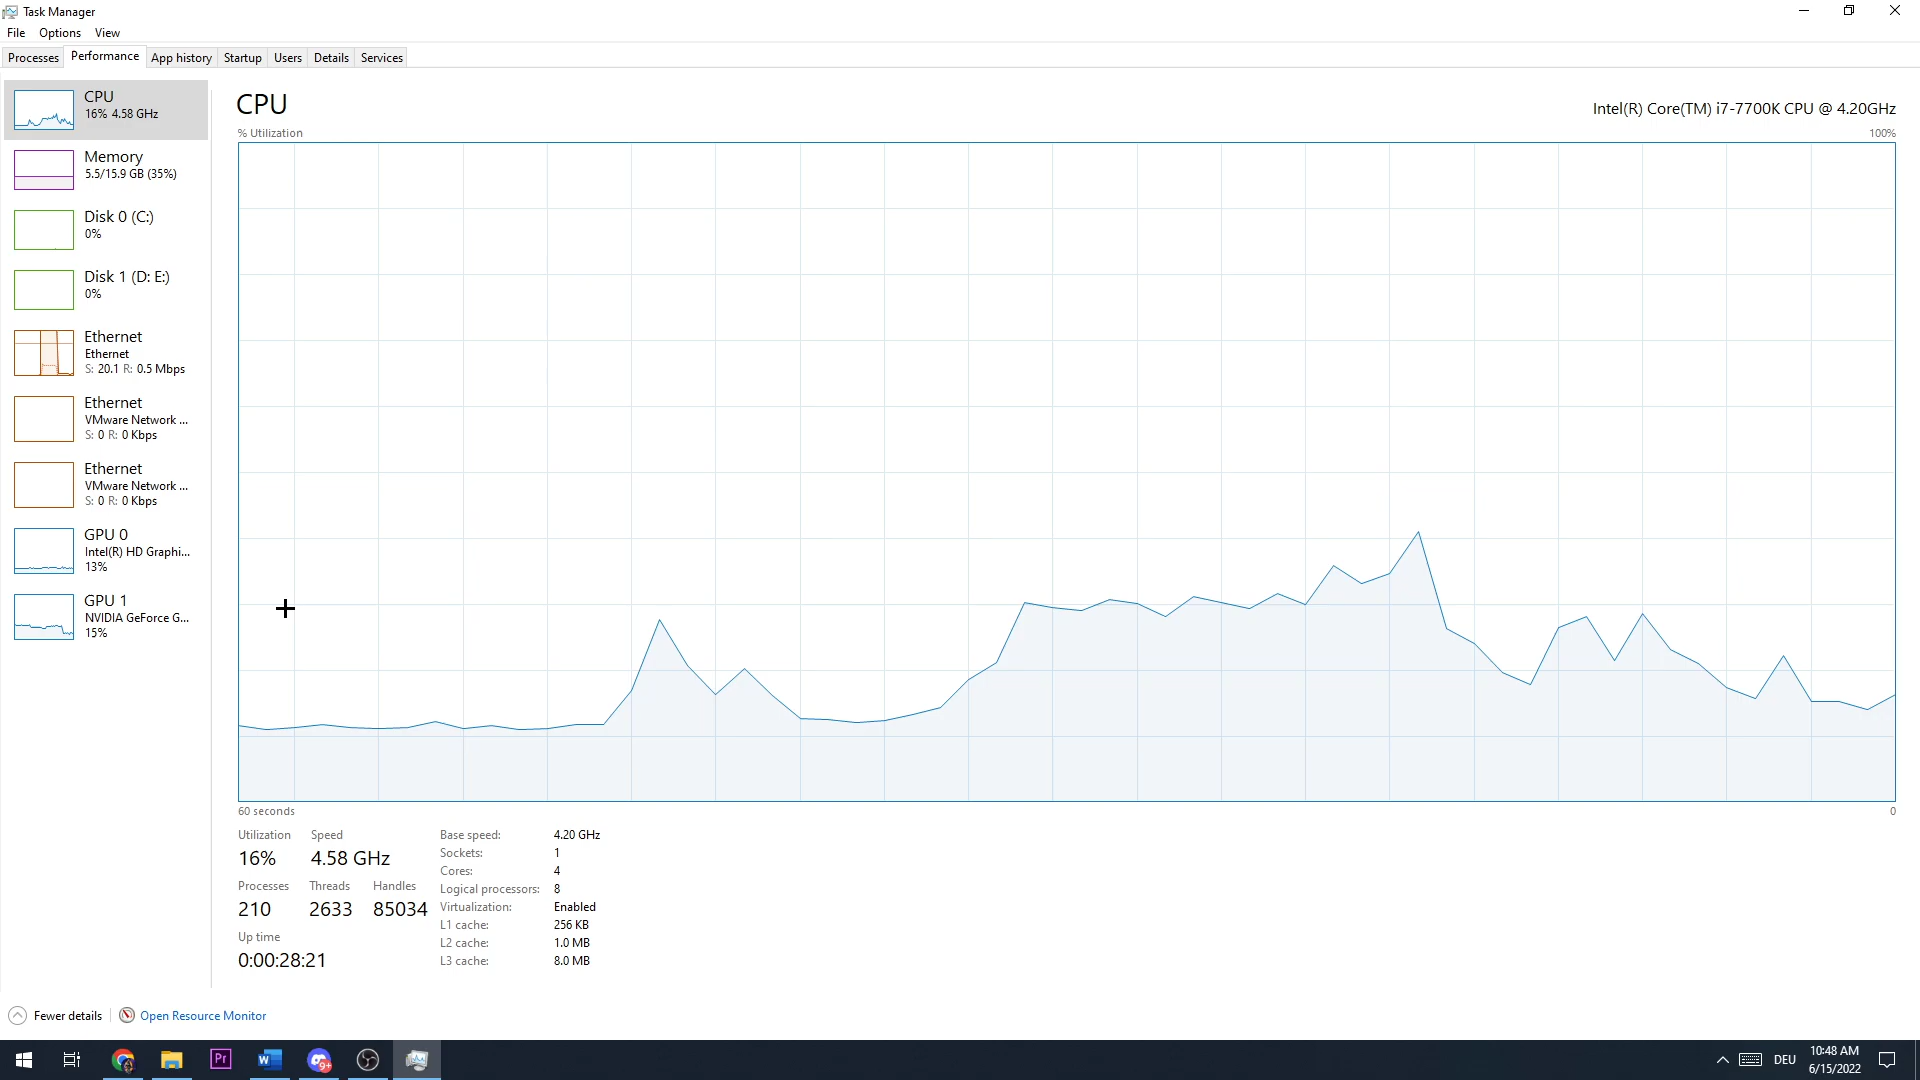 Task Manager
File Options View
Processes Performance App history Startup Users Details Services
CPU
16% 4.58 GHz
Memory
5.5/15.9 GB (35%)
Disk 0 (C:)
0%
Disk 1 (D: E:)
0%
Ethernet
Ethernet
S: 20.1 R: 0.5 Mbps
Ethernet
VMware Network ...
S: 0 R: 0 Kbps
Ethernet
VMware Network ...
S: 0 R: 0 Kbps
GPU 0
Intel(R) HD Graphi...
13%
GPU 1
NVIDIA GeForce G...
15%
CPU
Intel(R) Core(TM) i7-7700K CPU @ 4.20GHz
% Utilization
100%
60 seconds
0
Utilization Speed
16% 4.58 GHz
Processes Threads Handles
210 2633 85034
Up time
0:00:28:21
Base speed: 4.20 GHz
Sockets: 1
Cores: 4
Logical processors: 8
Virtualization: Enabled
L1 cache: 256 KB
L2 cache: 1.0 MB
L3 cache: 8.0 MB
Fewer details Open Resource Monitor
Pr
W
9+
DEU
10:48 AM
6/15/2022